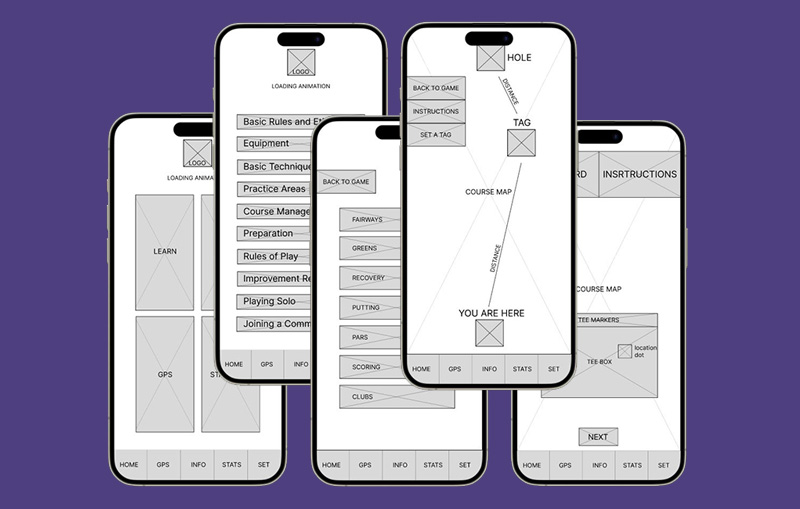 LOGO
LOADING ANIMA
LEARN
GPS
STA
HOME
GPS
INFO
STATS
SET
LOGO
LOADING ANIMATION
Basic Rules and Et
Equipment
Basic Technique
Practice Areas
Course Manage
Preparation
Rules of Play
Improvement Re
Playing Solo
Joining a Comm
HOME
GPS
INFO
BACK TO GAME
FAIRWAYS
GREENS
RECOVERY
PUTTING
PARS
SCORING
CLUBS
HOME
GPS
INFO
STATS
SET
HOLE
DISTANCE
BACK TO GAME
INSTRUCTIONS
SET A TAG
TAG
COURSE MAP
DISTANCE
YOU ARE HERE
HOME
GPS
INFO
STATS
SET
RD
INSRTUCTIONS
COURSE MAP
TEE MARKERS
TEE BOX
location
dot
NEXT
HOME
GPS
INFO
STATS
SET